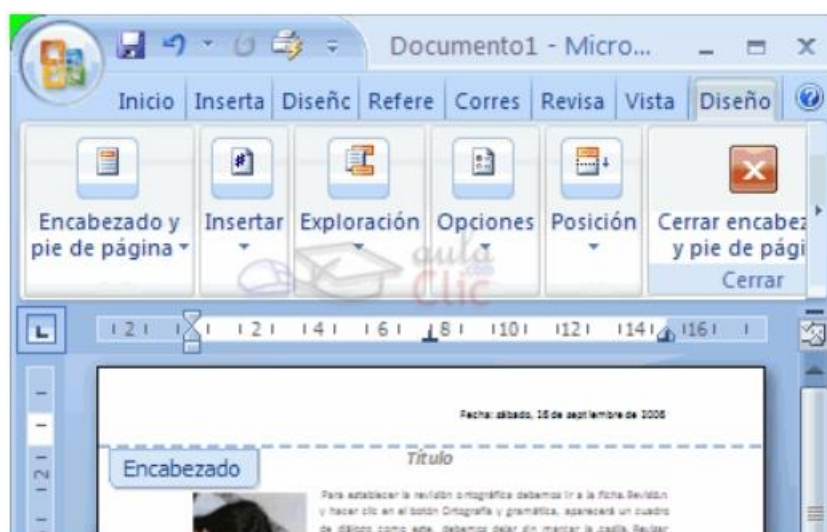 Documento1 - Micro...
Inicio Inserta Diseñc Refere Corres Revisa Vista Diseño
Encabezado y pie de página
Insertar
Exploración
Opciones
Posición
Cerrar encabez
y pie de pági
Cerrar
aula
.com
Clic
L
2 2 4 6 8 10 12 14 16
2
Fecha: sábado, 16 de septiembre de 2006
Título
Encabezado
Para establecer la revisión ortográfica debemos ir a la ficha Revisión
y hacer clic en el botón Ortografía y gramática, aparecerá un cuadro
de diálogo como este, debemos dejar sin marcar la casilla Revisar